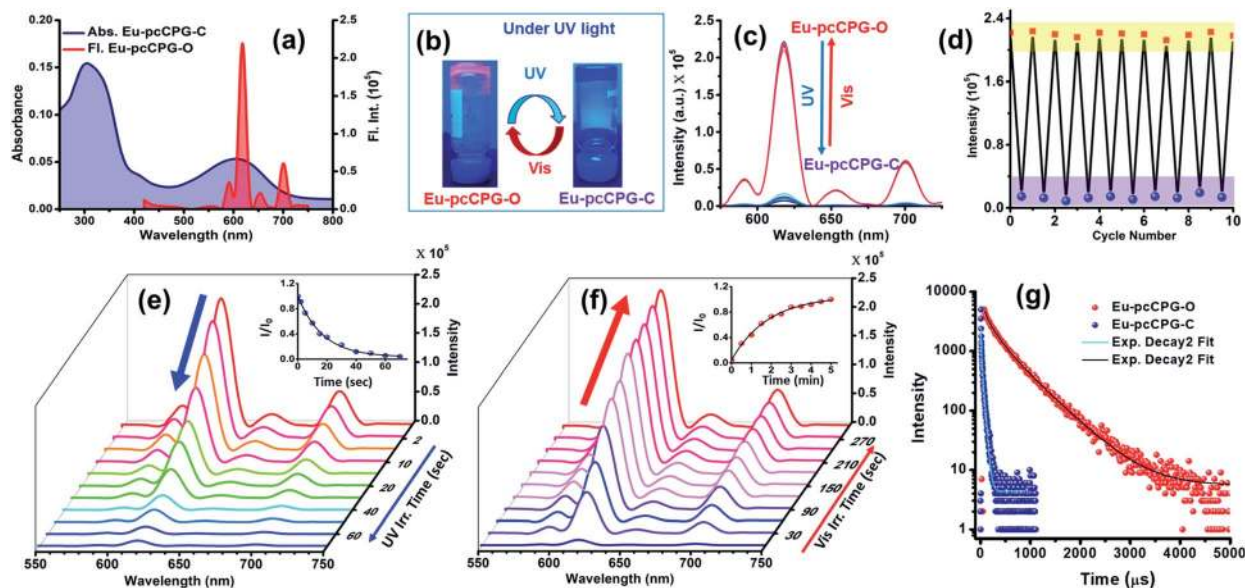 (a)
Abs. Eu-pcCPG-C
Fl. Eu-pcCPG-O
Absorbance
0.20
0.15
0.10
0.05
0.00
300 400 500 600 700 800
Wavelength (nm)
2.5
2.0
1.5
1.0
0.5
0.0
Fl. Int. (10⁵)
(b)
Under UV light
UV
Vis
Eu-pcCPG-O
Eu-pcCPG-C
(c)
Eu-pcCPG-O
UV
Vis
Eu-pcCPG-C
Intensity (a.u.) X 10⁵
2.5
2.0
1.5
1.0
0.5
0.0
600 650 700
Wavelength (nm)
(d)
Intensity (10⁵)
2.4
1.8
1.2
0.6
0.0
0 2 4 6 8 10
Cycle Number
(e)
X 10⁵
2.5
2.0
1.5
1.0
0.5
0.0
Intensity
I/I₀
1.2
0.8
0.4
0.0
0 20 40 60
Time (sec)
2
10
20
40
60
UV Irr. Time (sec)
550 600 650 700 750
Wavelength (nm)
(f)
X 10⁵
2.5
2.0
1.5
1.0
0.5
0.0
Intensity
I/I₀
1.2
0.8
0.4
0.0
0 1 2 3 4 5
Time (min)
270
210
150
90
30
Vis Irr. Time (sec)
550 600 650 700 750
Wavelength (nm)
(g)
Eu-pcCPG-O
Eu-pcCPG-C
Exp. Decay2 Fit
Exp. Decay2 Fit
Intensity
10000
1000
100
10
1
0 1000 2000 3000 4000 5000
Time (μs)